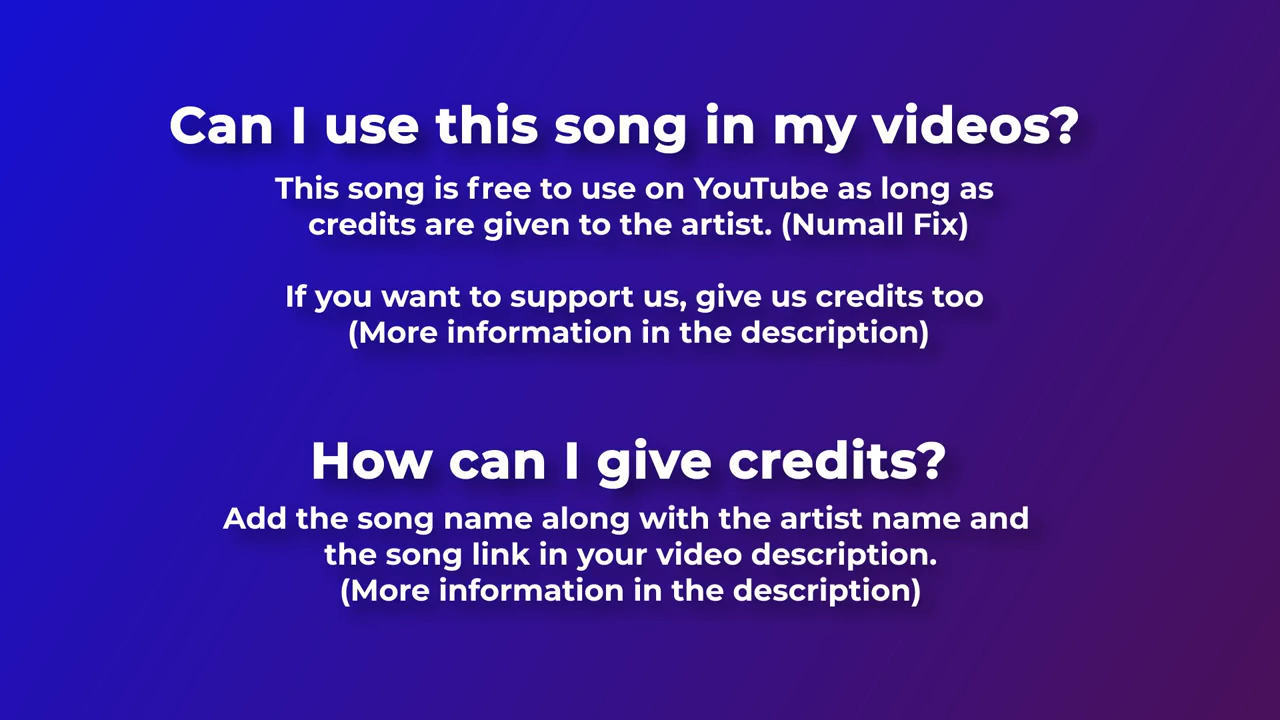 Can I use this song in my videos?
This song is free to use on YouTube as long as
credits are given to the artist. (Numall Fix)
If you want to support us, give us credits too
(More information in the description)
How can I give credits?
Add the song name along with the artist name and
the song link in your video description.
(More information in the description)